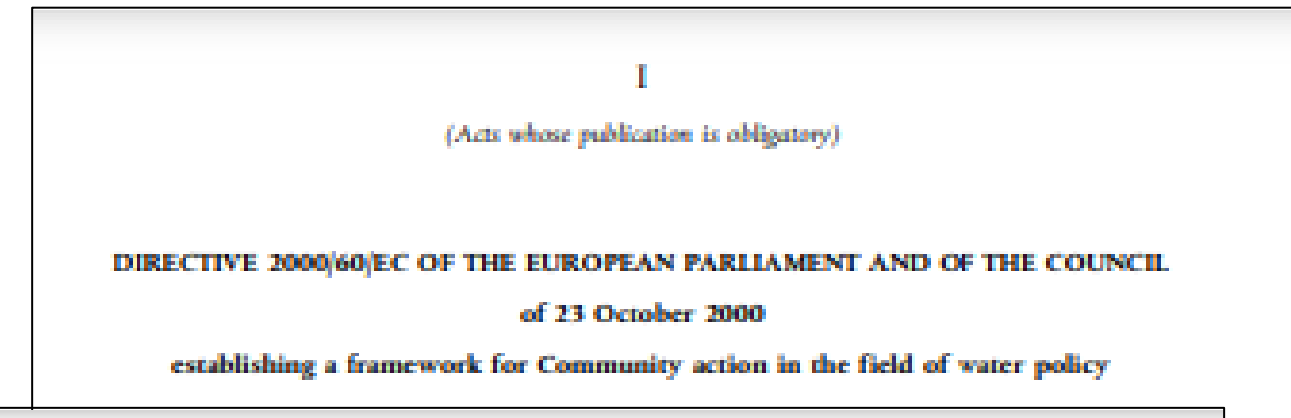 I
(Acts whose publication is obligatory)
DIRECTIVE 2000/60/EC OF THE EUROPEAN PARLIAMENT AND OF THE COUNCIL
of 23 October 2000
establishing a framework for Community action in the field of water policy